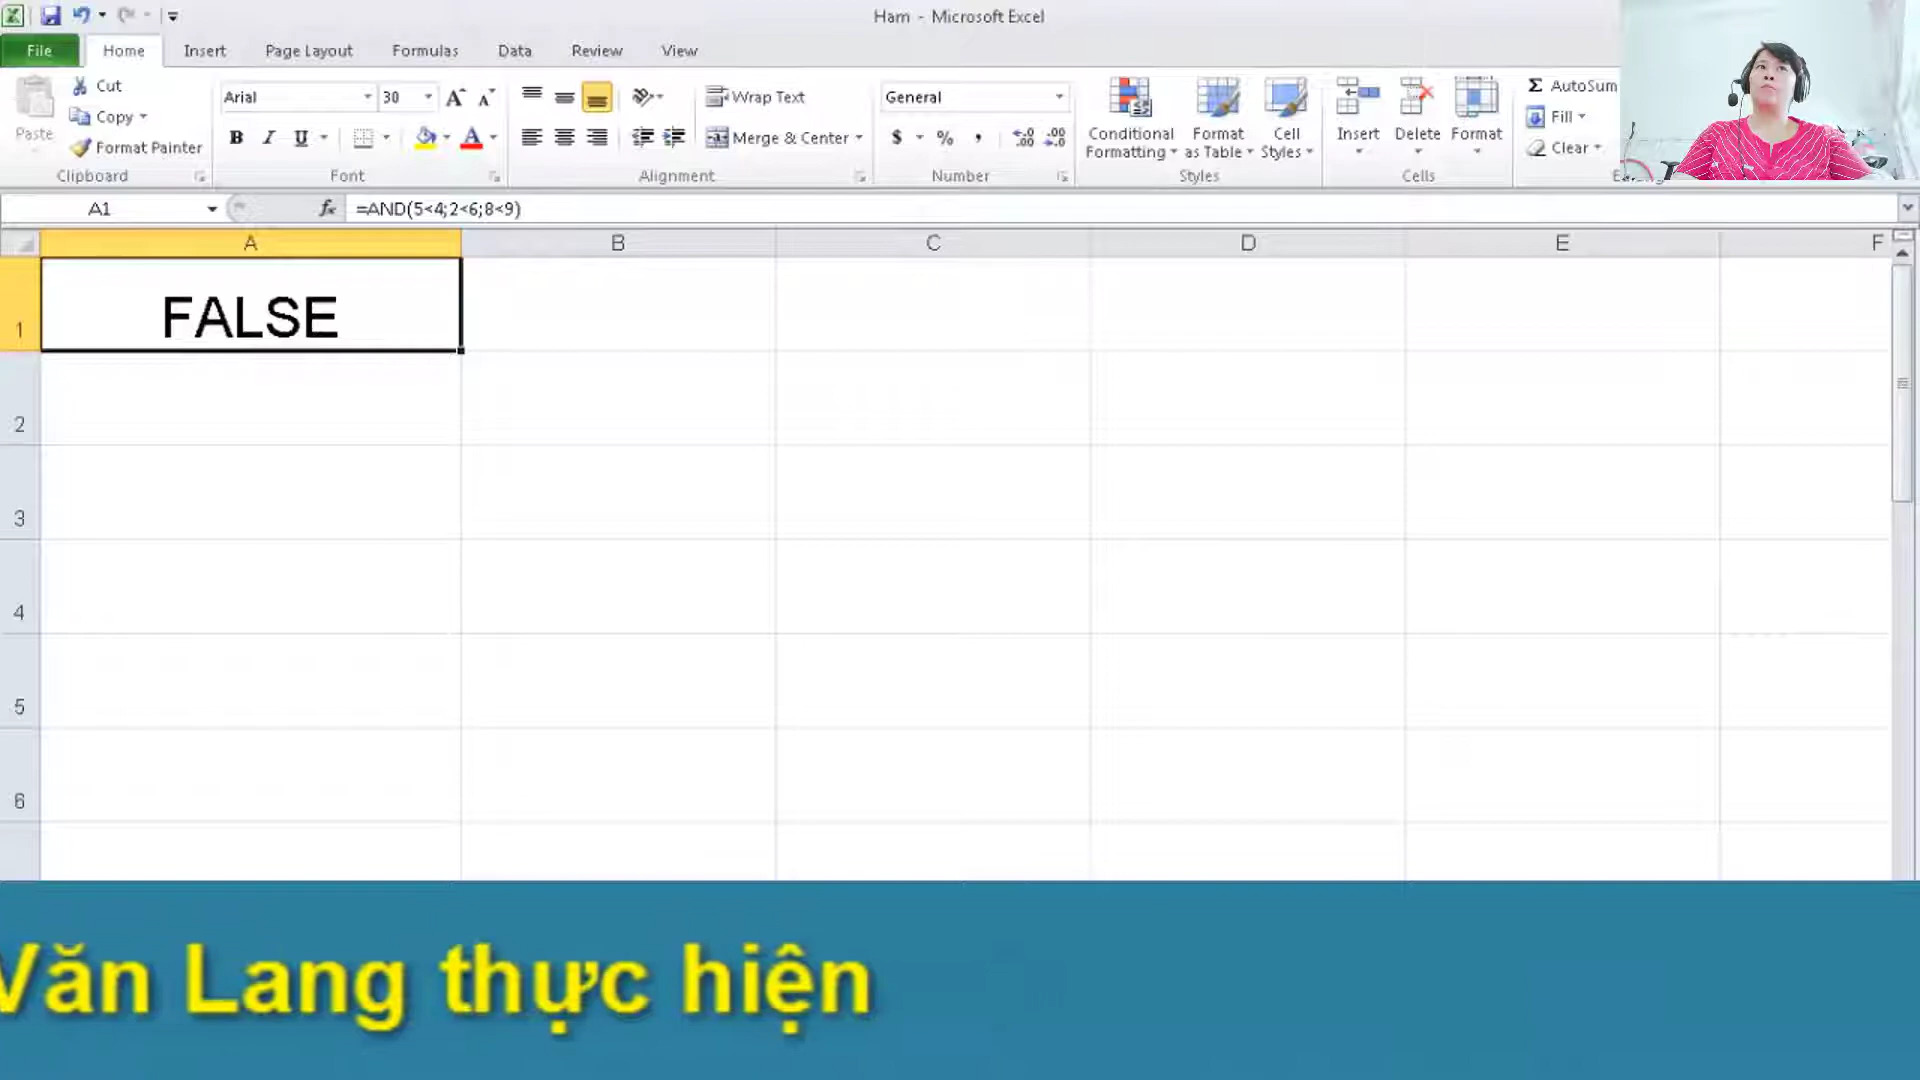 Ham - Microsoft Excel
File Home Insert Page Layout Formulas Data Review View
Paste Cut Copy Format Painter Clipboard
Arial 30 B I U Font
Wrap Text Merge & Center Alignment
General $ % , .00 Number
Conditional Formatting Format as Table Cell Styles Styles
Insert Delete Format Cells
Σ AutoSum Fill Clear
A1 fx =AND(5<4;2<6;8<9)
A B C D E F
1 FALSE
2
3
4
5
6
Văn Lang thực hiện